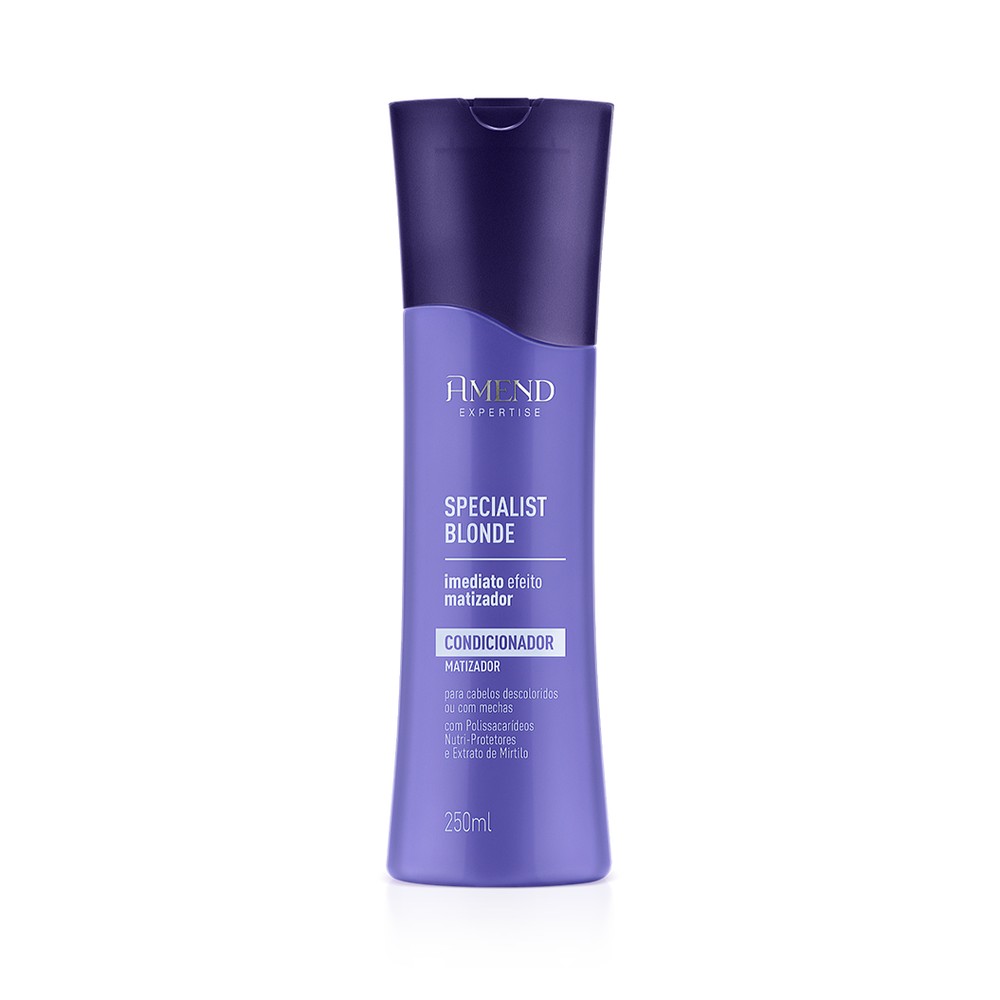 AMEND
EXPERTISE
SPECIALIST
BLONDE
imediato efeito
matizador
CONDICIONADOR
MATIZADOR
para cabelos descoloridos
ou com mechas
com Polissacarídeos
Nutri-Protetores
e Extrato de Mirtilo
250ml